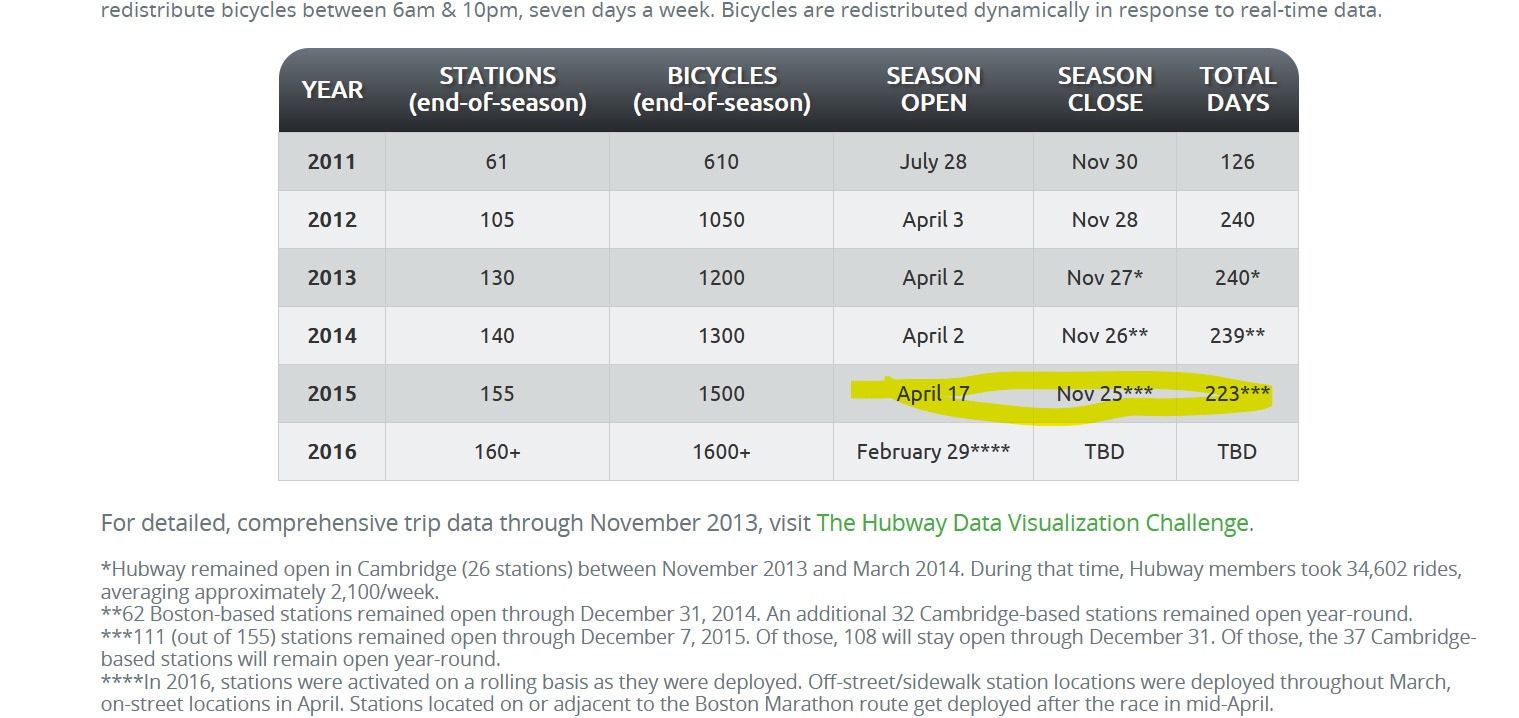 redistribute bicycles between 6am & 10pm, seven days a week. Bicycles are redistributed dynamically in response to real-time data.
YEAR STATIONS (end-of-season) BICYCLES (end-of-season) SEASON OPEN SEASON CLOSE TOTAL DAYS
2011 61 610 July 28 Nov 30 126
2012 105 1050 April 3 Nov 28 240
2013 130 1200 April 2 Nov 27* 240*
2014 140 1300 April 2 Nov 26** 239**
2015 155 1500 April 17 Nov 25*** 223***
2016 160+ 1600+ February 29**** TBD TBD
For detailed, comprehensive trip data through November 2013, visit The Hubway Data Visualization Challenge.
*Hubway remained open in Cambridge (26 stations) between November 2013 and March 2014. During that time, Hubway members took 34,602 rides,
averaging approximately 2,100/week.
**62 Boston-based stations remained open through December 31, 2014. An additional 32 Cambridge-based stations remained open year-round.
***111 (out of 155) stations remained open through December 7, 2015. Of those, 108 will stay open through December 31. Of those, the 37 Cambridge-
based stations will remain open year-round.
****In 2016, stations were activated on a rolling basis as they were deployed. Off-street/sidewalk station locations were deployed throughout March,
on-street locations in April. Stations located on or adjacent to the Boston Marathon route get deployed after the race in mid-April.